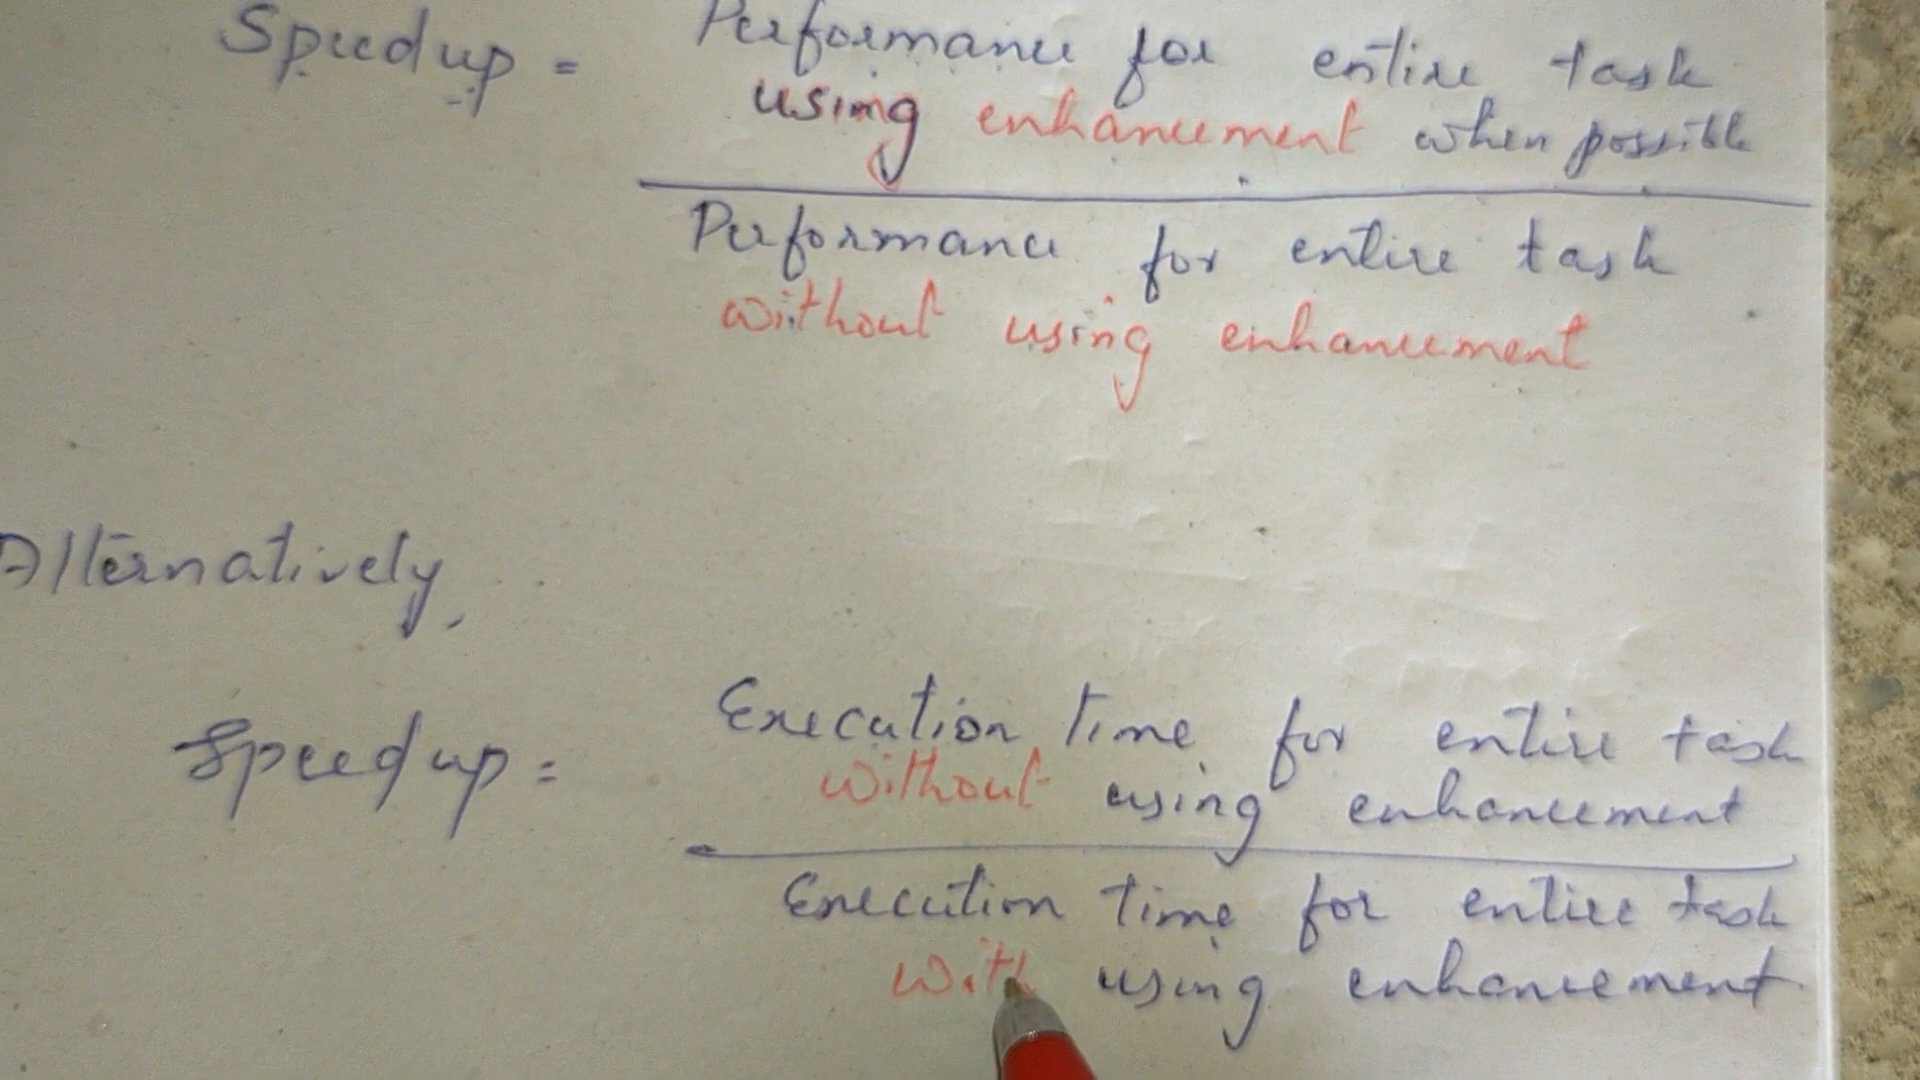 Speedup = Performance for entire task
using enhancement when possible
Performance for entire task
without using enhancement
Alternatively,
Speedup = Execution time for entire task
without using enhancement
Execution time for entire task
with using enhancement